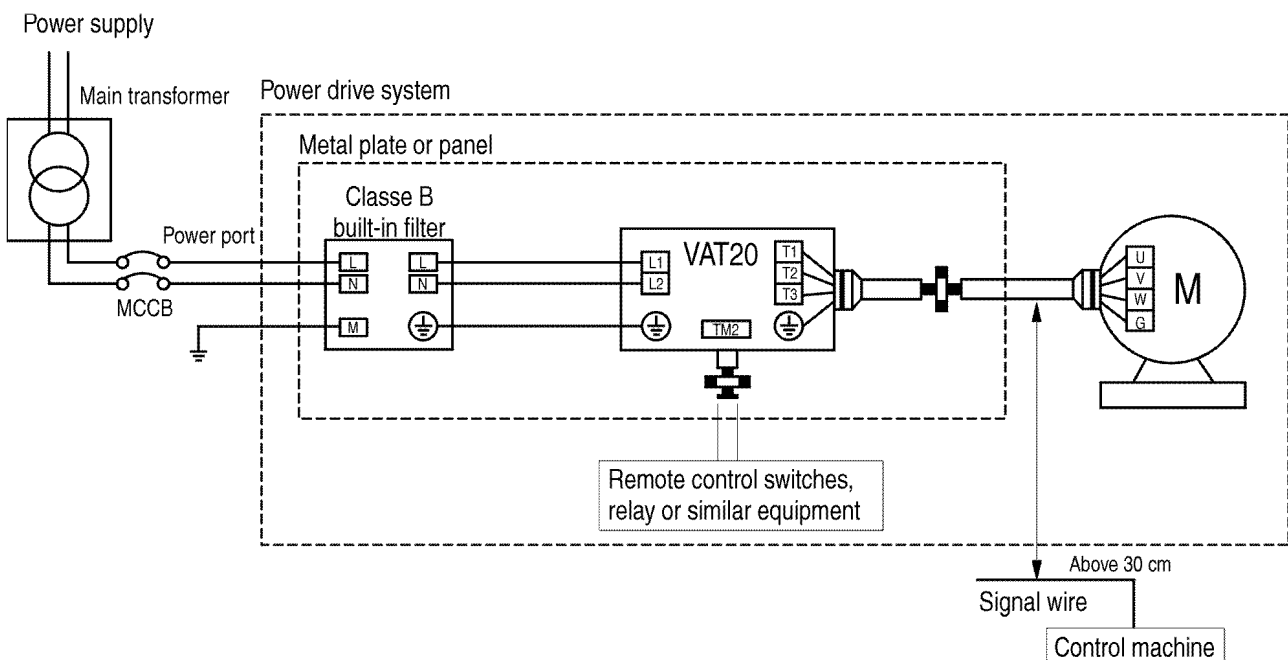 Power supply
Main transformer
Power drive system
Metal plate or panel
Classe B
built-in filter
Power port
MCCB
L
N
M
L
N
L1
L2
VAT20
T1
T2
T3
TM2
U
V
W
G
M
Remote control switches,
relay or similar equipment
Above 30 cm
Signal wire
Control machine